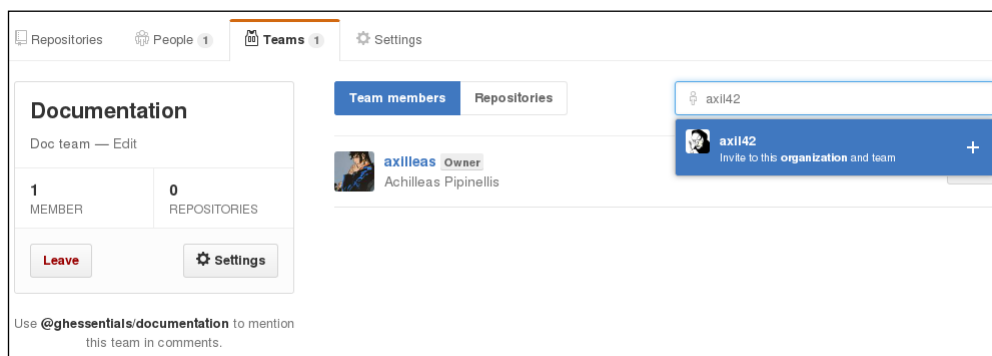 Repositories People 1 Teams 1 Settings
Documentation
Doc team — Edit
1 0
MEMBER REPOSITORIES
Leave Settings
Use @ghessentials/documentation to mention
this team in comments.
Team members Repositories
axil42
axil42
Invite to this organization and team
axilleas Owner
Achilleas Pipinellis